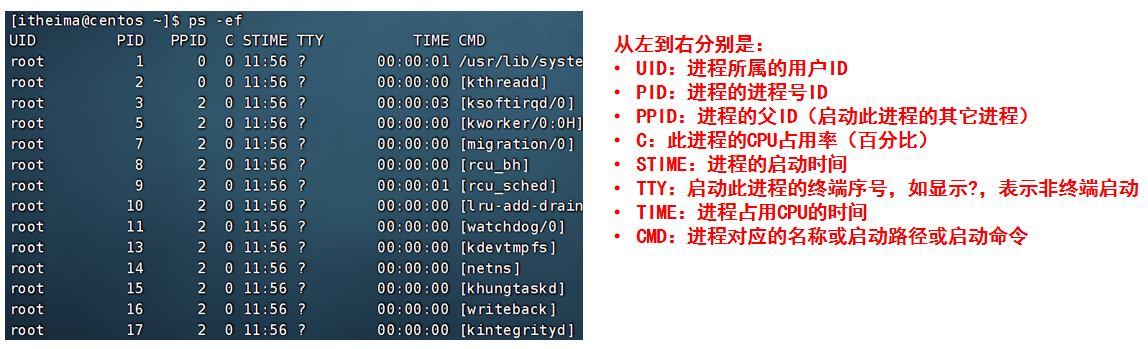 [itheima@centos ~]$ ps -ef
UID PID PPID C STIME TTY TIME CMD
root 1 0 0 11:56 ? 00:00:01 /usr/lib/syste
root 2 0 0 11:56 ? 00:00:00 [kthreadd]
root 3 2 0 11:56 ? 00:00:03 [ksoftirqd/0]
root 5 2 0 11:56 ? 00:00:00 [kworker/0:0H]
root 7 2 0 11:56 ? 00:00:00 [migration/0]
root 8 2 0 11:56 ? 00:00:00 [rcu_bh]
root 9 2 0 11:56 ? 00:00:01 [rcu_sched]
root 10 2 0 11:56 ? 00:00:00 [lru-add-drain
root 11 2 0 11:56 ? 00:00:00 [watchdog/0]
root 13 2 0 11:56 ? 00:00:00 [kdevtmpfs]
root 14 2 0 11:56 ? 00:00:00 [netns]
root 15 2 0 11:56 ? 00:00:00 [khungtaskd]
root 16 2 0 11:56 ? 00:00:00 [writeback]
root 17 2 0 11:56 ? 00:00:00 [kintegrityd]
从左到右分别是：
• UID：进程所属的用户ID
• PID：进程的进程号ID
• PPID：进程的父ID（启动此进程的其它进程）
• C：此进程的CPU占用率（百分比）
• STIME：进程的启动时间
• TTY：启动此进程的终端序号，如显示?，表示非终端启动
• TIME：进程占用CPU的时间
• CMD：进程对应的名称或启动路径或启动命令